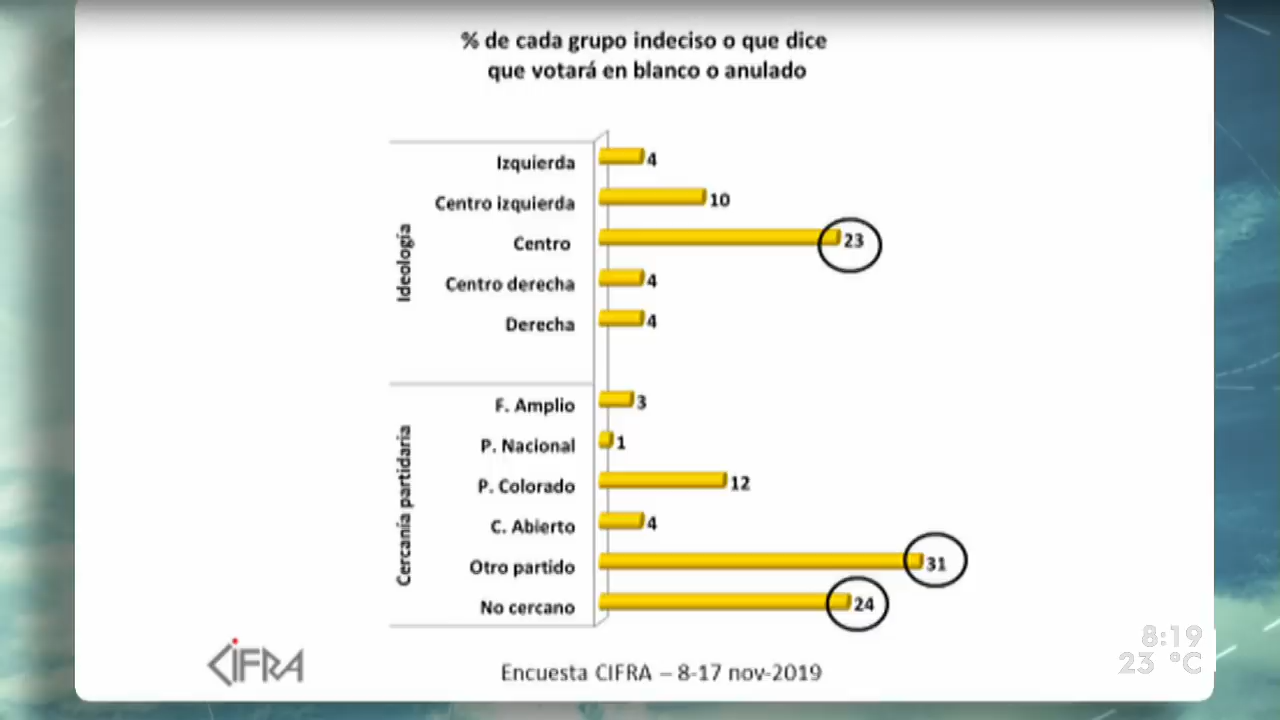 % de cada grupo indeciso o que dice
que votará en blanco o anulado
Ideología
Izquierda 4
Centro izquierda 10
Centro 23
Centro derecha 4
Derecha 4
Cercanía partidaria
F. Amplio 3
P. Nacional 1
P. Colorado 12
C. Abierto 4
Otro partido 31
No cercano 24
CIFRA
Encuesta CIFRA – 8-17 nov-2019
8:19
23 °C